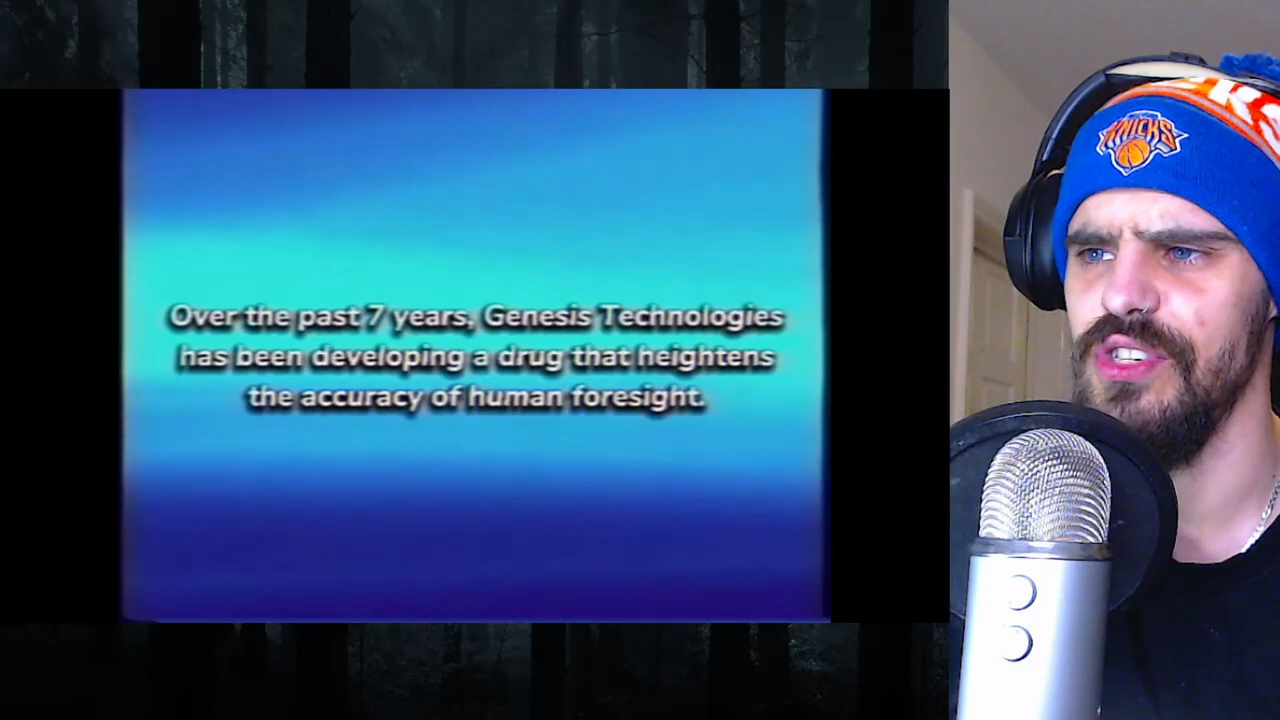 Over the past 7 years, Genesis Technologies
has been developing a drug that heightens
the accuracy of human foresight.
KNICKS